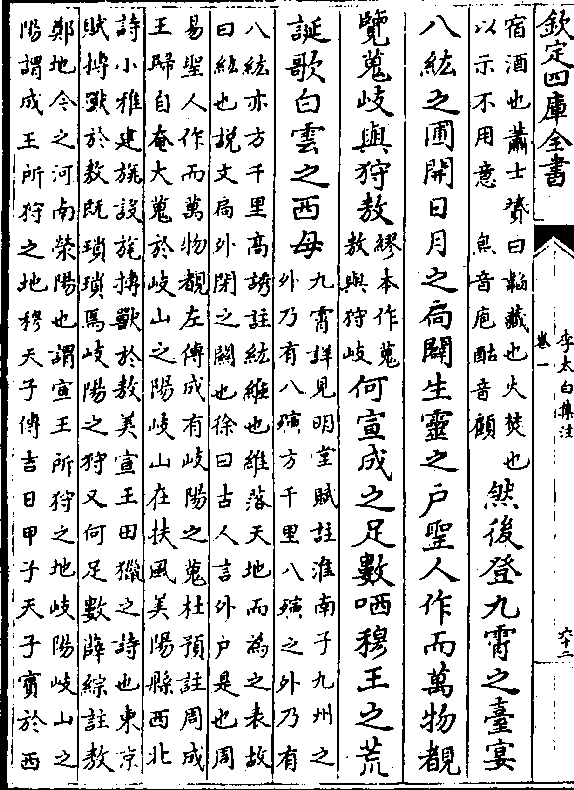 欽定四庫全書
李太白集注
卷一
六十二
宿酒也蕭士贇曰韜藏也火焚也
以示不用意 炰音庖酤音顧
然後登九霄之臺宴
八紘之圃開日月之扃闢生靈之户聖人作而萬物覩
覽蒐岐與狩敖
繆本作蒐
敖與狩岐
何宣成之足數哂穆王之荒
誕歌白雲之西母
九霄詳見明堂賦註淮南子九州之
外乃有八殥方千里八殥之外乃有
八紘亦方千里髙誘註紘維也維落天地而為之表故
曰紘也説文扃外閉之闗也徐曰古人言外户是也周
易聖人作而萬物覩左傳成有岐陽之蒐杜預註周成
王歸自奄大蒐於岐山之陽岐山在扶風美陽縣西北
詩小雅建旐設旄搏獸於敖美宣王田獵之詩也東京
賦搏獸於敖既瑣瑣焉岐陽之狩又何足數薛綜註敖
鄭地今之河南滎陽也謂宣王所狩之地岐陽岐山之
陽謂成王所狩之地穆天子傳吉日甲子天子賓於西